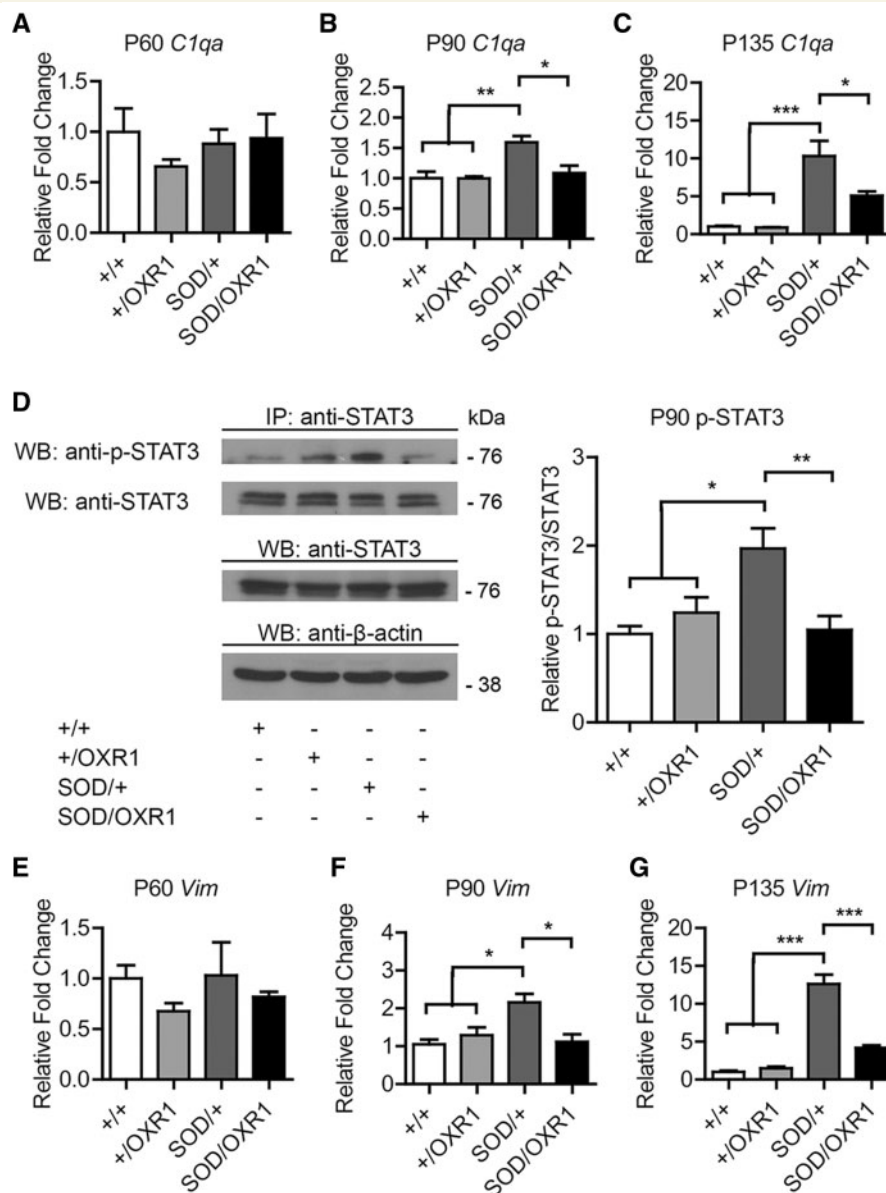 A
P60 C1qa
Relative Fold Change
1.5
1.0
0.5
0.0
+/+
+/OXR1
SOD/+
SOD/OXR1
B
P90 C1qa
Relative Fold Change
2.5
2.0
1.5
1.0
0.5
0.0
**
*
+/+
+/OXR1
SOD/+
SOD/OXR1
C
P135 C1qa
Relative Fold Change
20
15
10
5
0
***
*
+/+
+/OXR1
SOD/+
SOD/OXR1
D
IP: anti-STAT3
kDa
WB: anti-p-STAT3
- 76
WB: anti-STAT3
- 76
WB: anti-STAT3
- 76
WB: anti-β-actin
- 38
+/+ + - - -
+/OXR1 - + - -
SOD/+ - - + -
SOD/OXR1 - - - +
P90 p-STAT3
Relative p-STAT3/STAT3
3
2
1
0
*
**
+/+
+/OXR1
SOD/+
SOD/OXR1
E
P60 Vim
Relative Fold Change
1.5
1.0
0.5
0.0
+/+
+/OXR1
SOD/+
SOD/OXR1
F
P90 Vim
Relative Fold Change
4
3
2
1
0
*
*
+/+
+/OXR1
SOD/+
SOD/OXR1
G
P135 Vim
Relative Fold Change
20
15
10
5
0
***
***
+/+
+/OXR1
SOD/+
SOD/OXR1